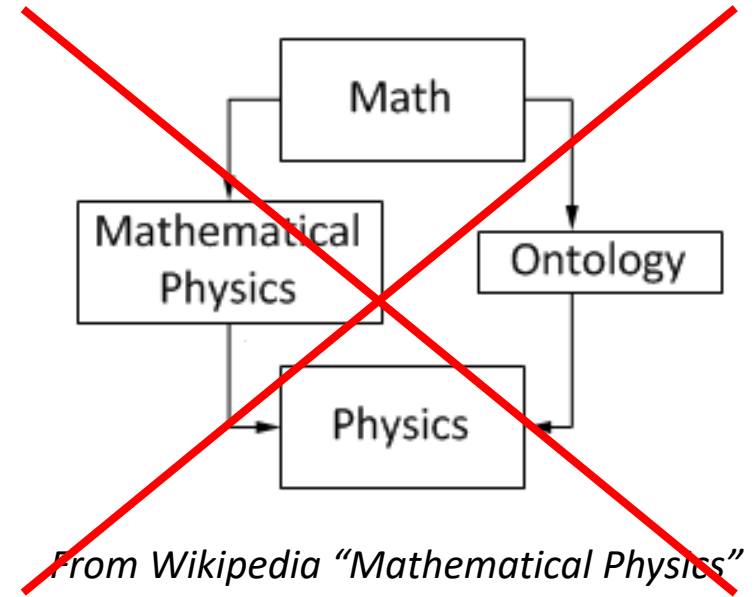 Math
Mathematical
Physics
Ontology
Physics
From Wikipedia “Mathematical Physics”